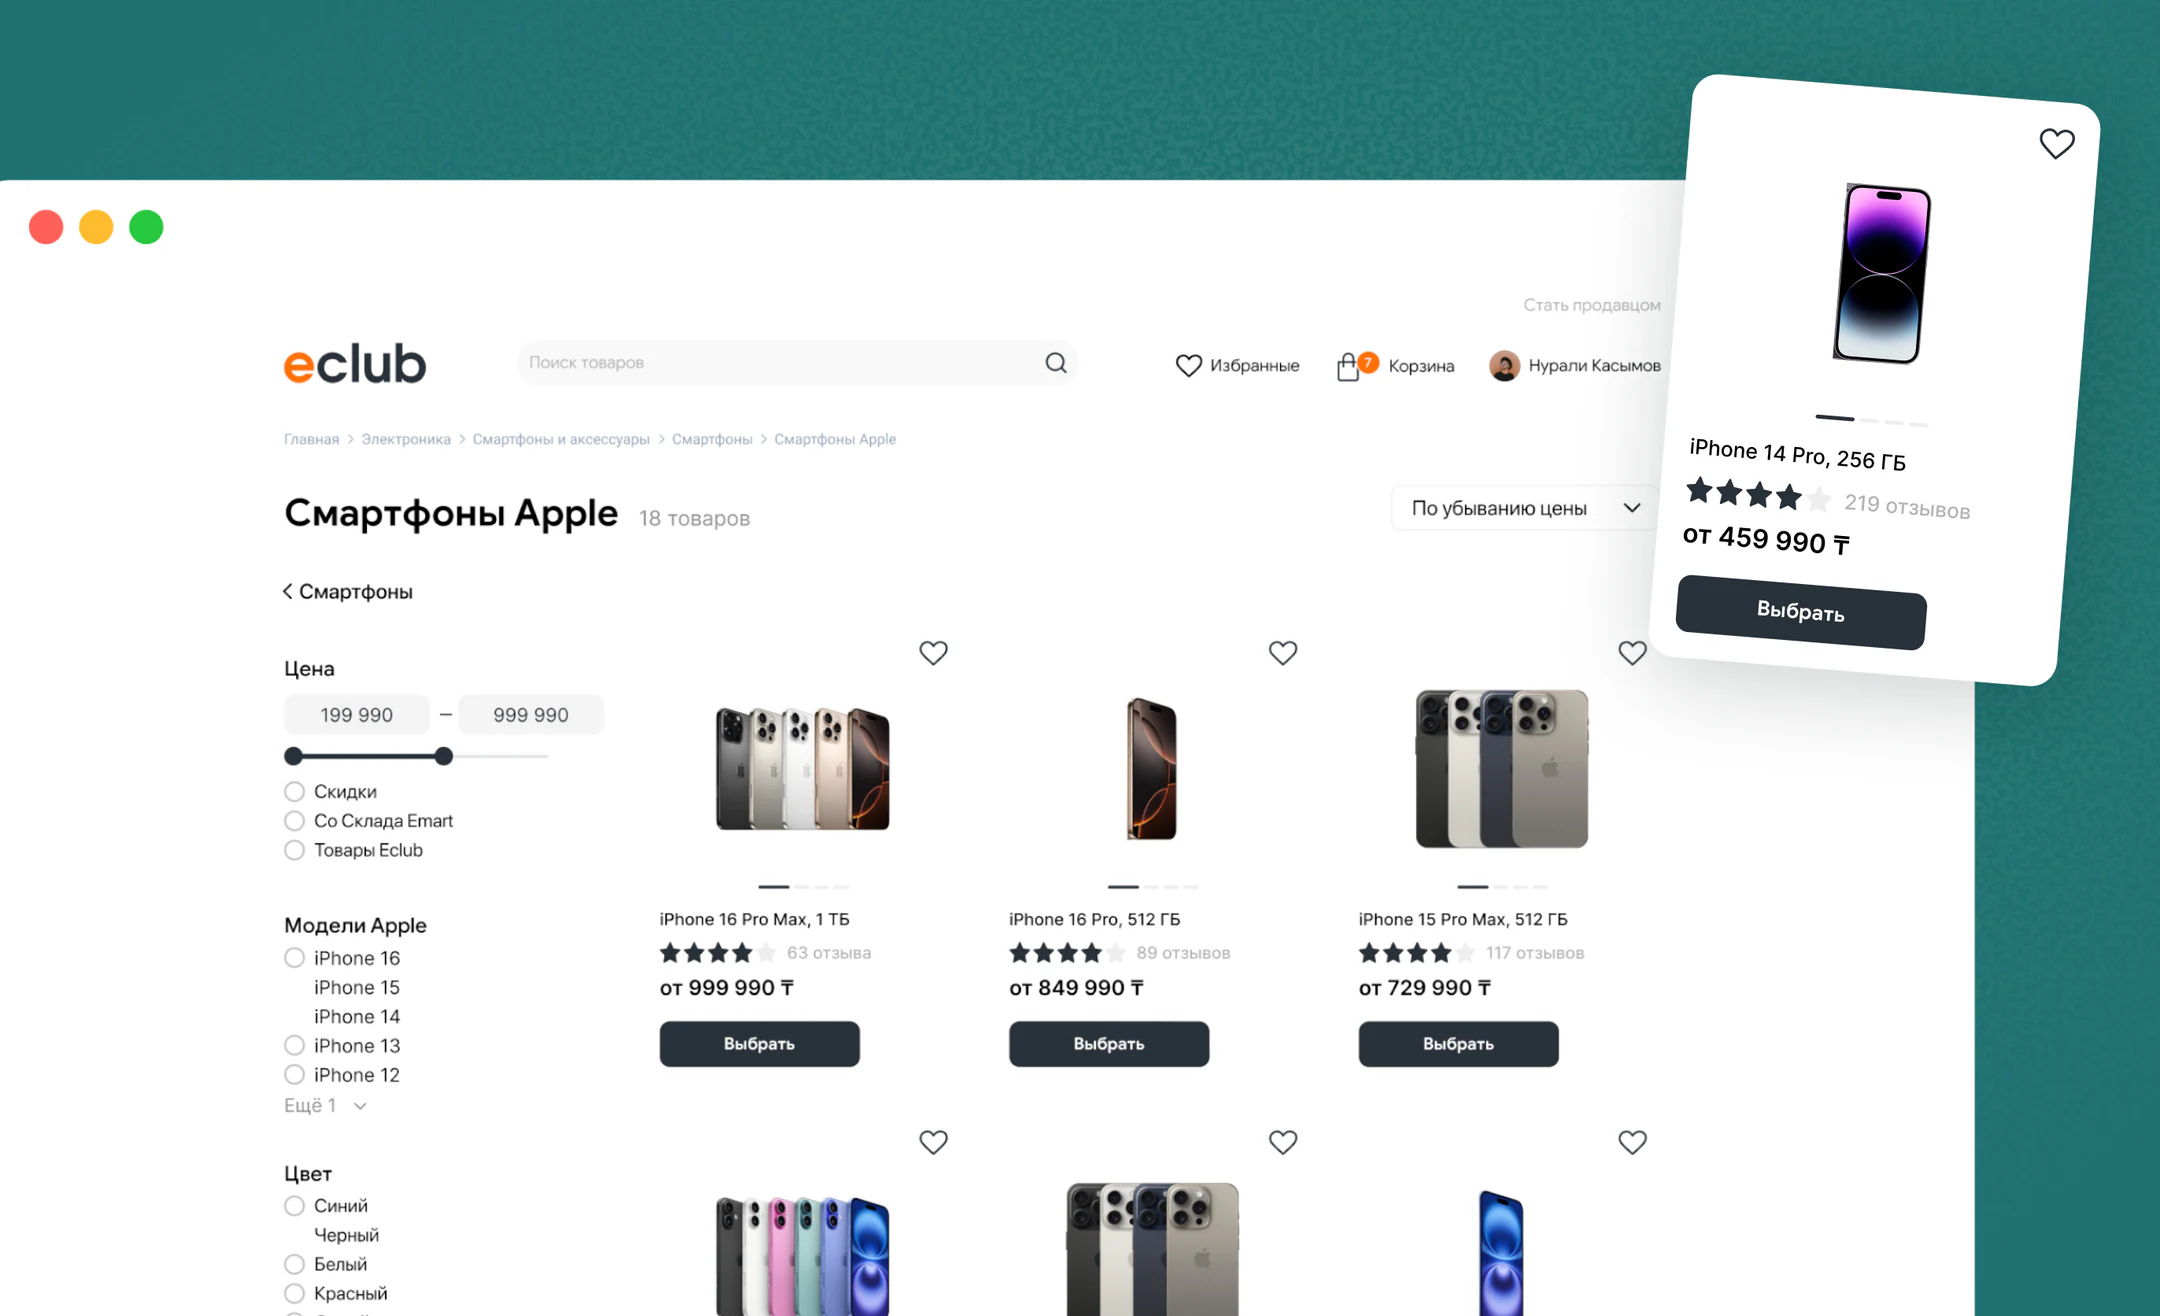 Стать продавцом
eclub
Поиск товаров
Избранные
7
Корзина
Нурали Касымов
Главная > Электроника > Смартфоны и аксессуары > Смартфоны > Смартфоны Apple
Смартфоны Apple 18 товаров
По убыванию цены
Смартфоны
Цена
199 990 – 999 990
Скидки
Со Склада Emart
Товары Eclub
Модели Apple
iPhone 16
iPhone 15
iPhone 14
iPhone 13
iPhone 12
Ещё 1
Цвет
Синий
Черный
Белый
Красный
iPhone 16 Pro Max, 1 ТБ
63 отзыва
от 999 990 ₸
Выбрать
iPhone 16 Pro, 512 ГБ
89 отзывов
от 849 990 ₸
Выбрать
iPhone 15 Pro Max, 512 ГБ
117 отзывов
от 729 990 ₸
Выбрать
iPhone 14 Pro, 256 ГБ
219 отзывов
от 459 990 ₸
Выбрать